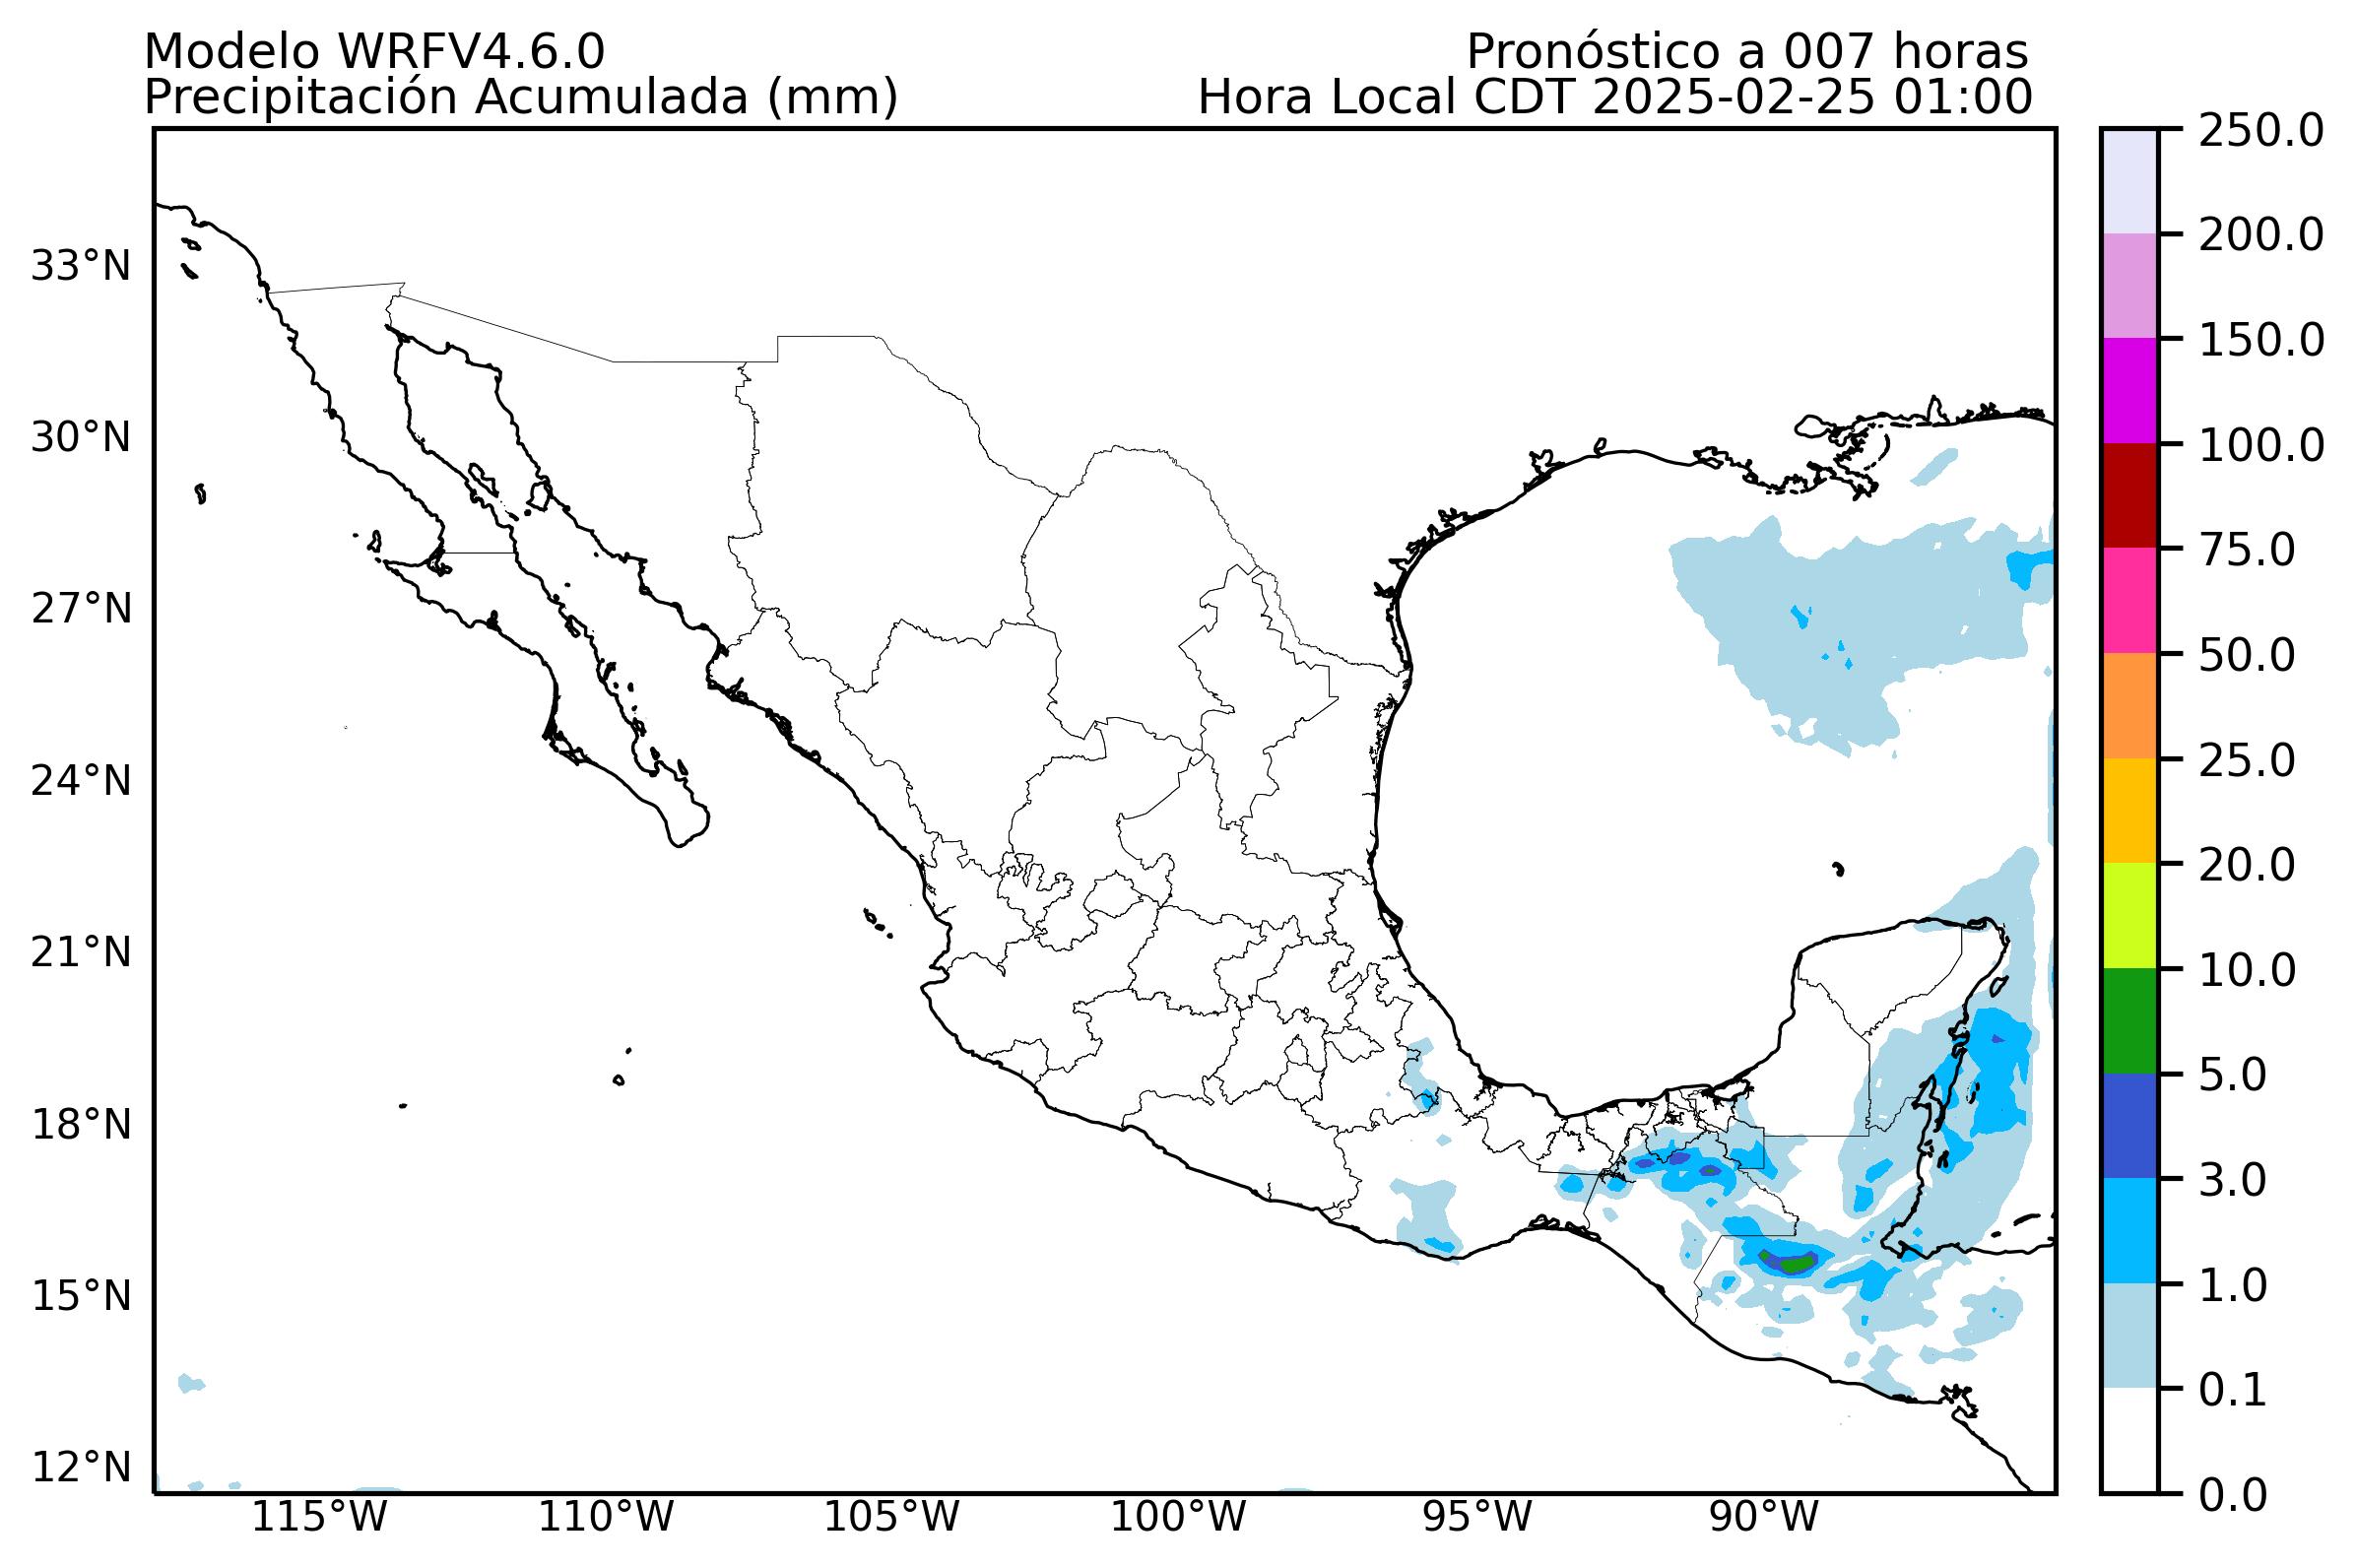 Modelo WRFV4.6.0
Pronóstico a 007 horas
Precipitación Acumulada (mm)
Hora Local CDT 2025-02-25 01:00
33°N
30°N
27°N
24°N
21°N
18°N
15°N
12°N
115°W
110°W
105°W
100°W
95°W
90°W
250.0
200.0
150.0
100.0
75.0
50.0
25.0
20.0
10.0
5.0
3.0
1.0
0.1
0.0